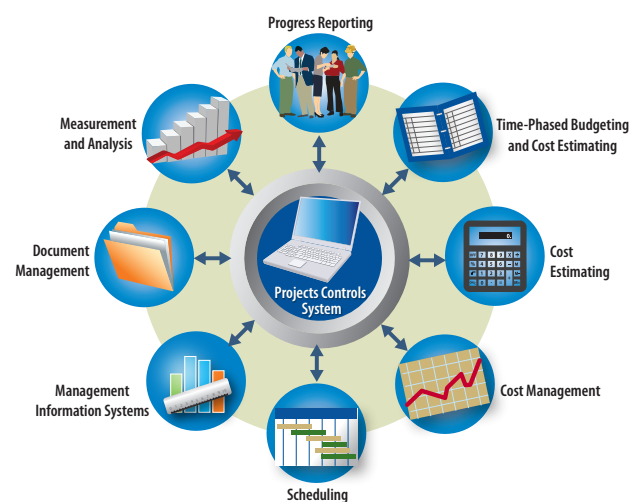 Progress Reporting
Measurement
and Analysis
Time-Phased Budgeting
and Cost Estimating
Document
Management
Projects Controls
System
0.
Cost
Estimating
Management
Information Systems
Cost Management
Scheduling